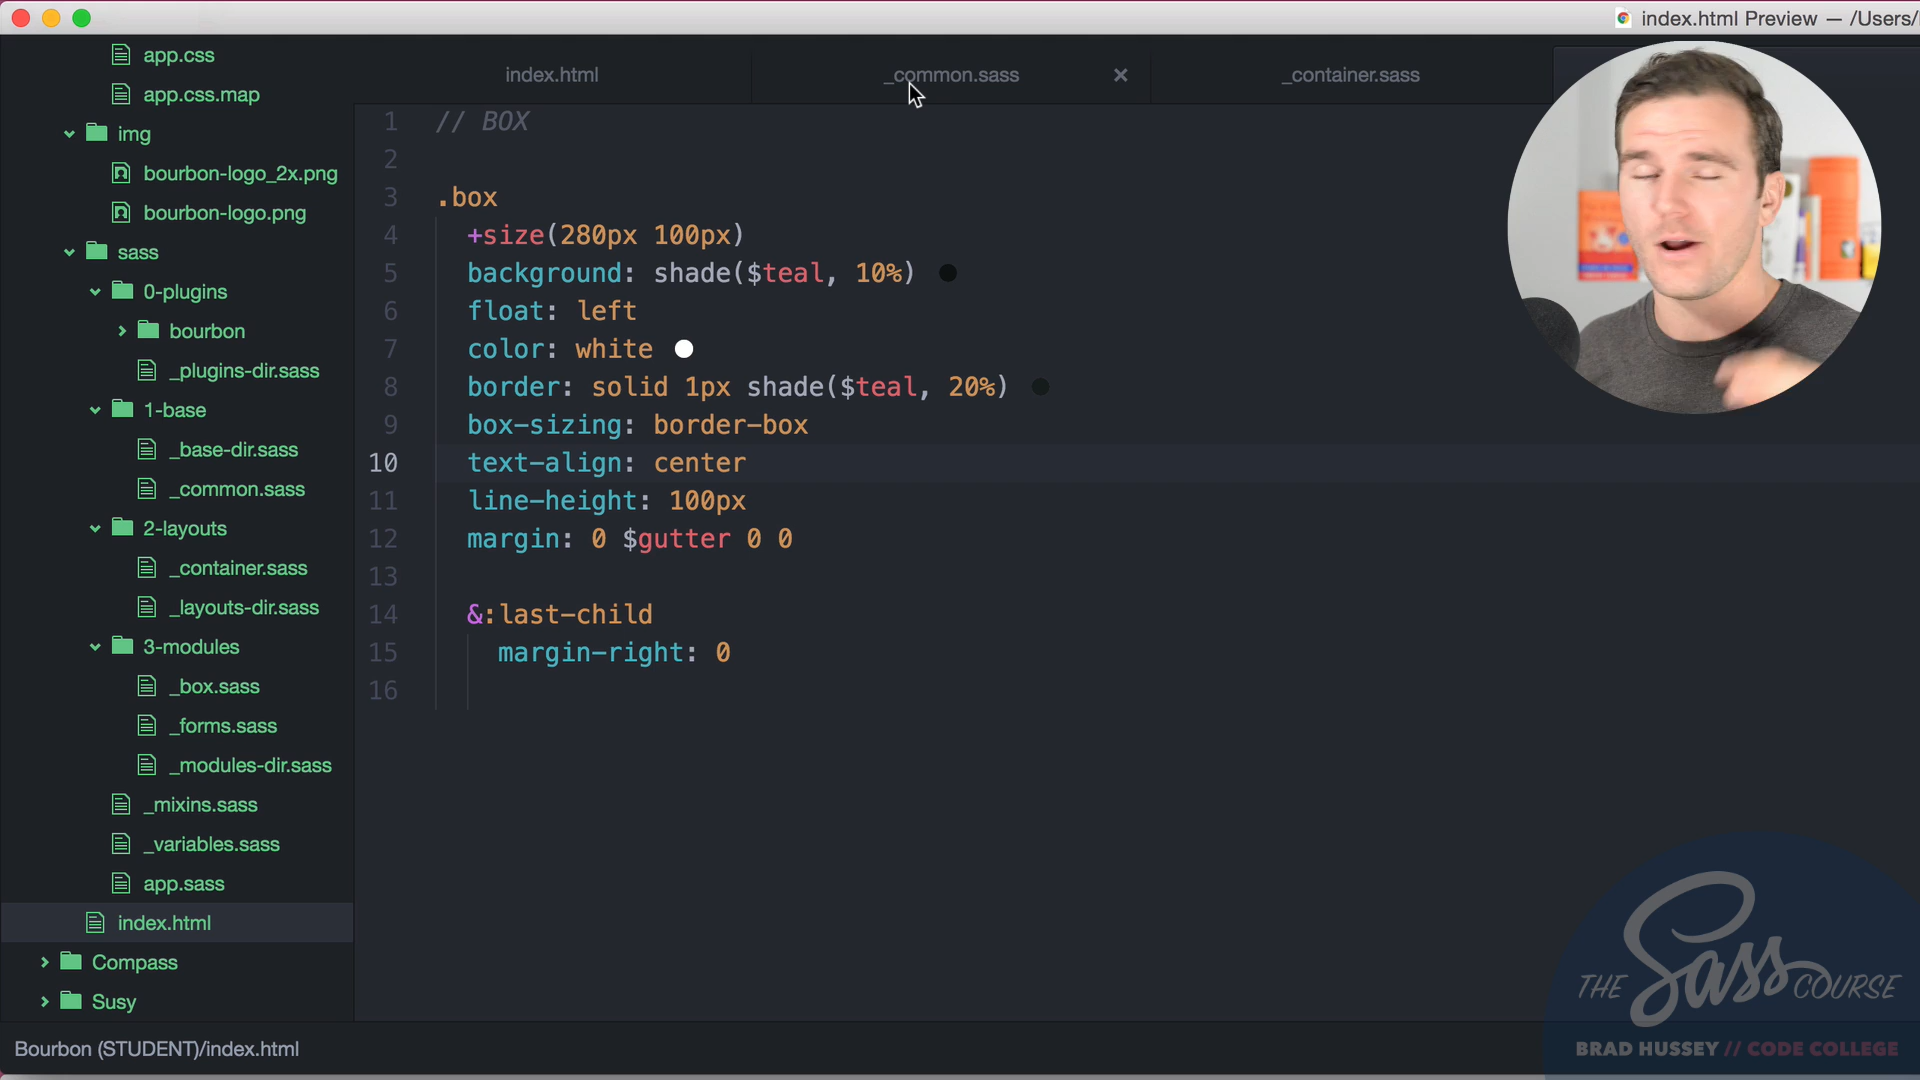 index.html Preview — /Users/
app.css
app.css.map
img
bourbon-logo_2x.png
bourbon-logo.png
sass
0-plugins
bourbon
_plugins-dir.sass
1-base
_base-dir.sass
_common.sass
2-layouts
_container.sass
_layouts-dir.sass
3-modules
_box.sass
_forms.sass
_modules-dir.sass
_mixins.sass
_variables.sass
app.sass
index.html
Compass
Susy
index.html
_common.sass
_container.sass
1 // BOX
2
3 .box
4 +size(280px 100px)
5 background: shade($teal, 10%)
6 float: left
7 color: white
8 border: solid 1px shade($teal, 20%)
9 box-sizing: border-box
10 text-align: center
11 line-height: 100px
12 margin: 0 $gutter 0 0
13
14 &:last-child
15 margin-right: 0
16
Bourbon (STUDENT)/index.html
THE Sass COURSE
BRAD HUSSEY // CODE COLLEGE